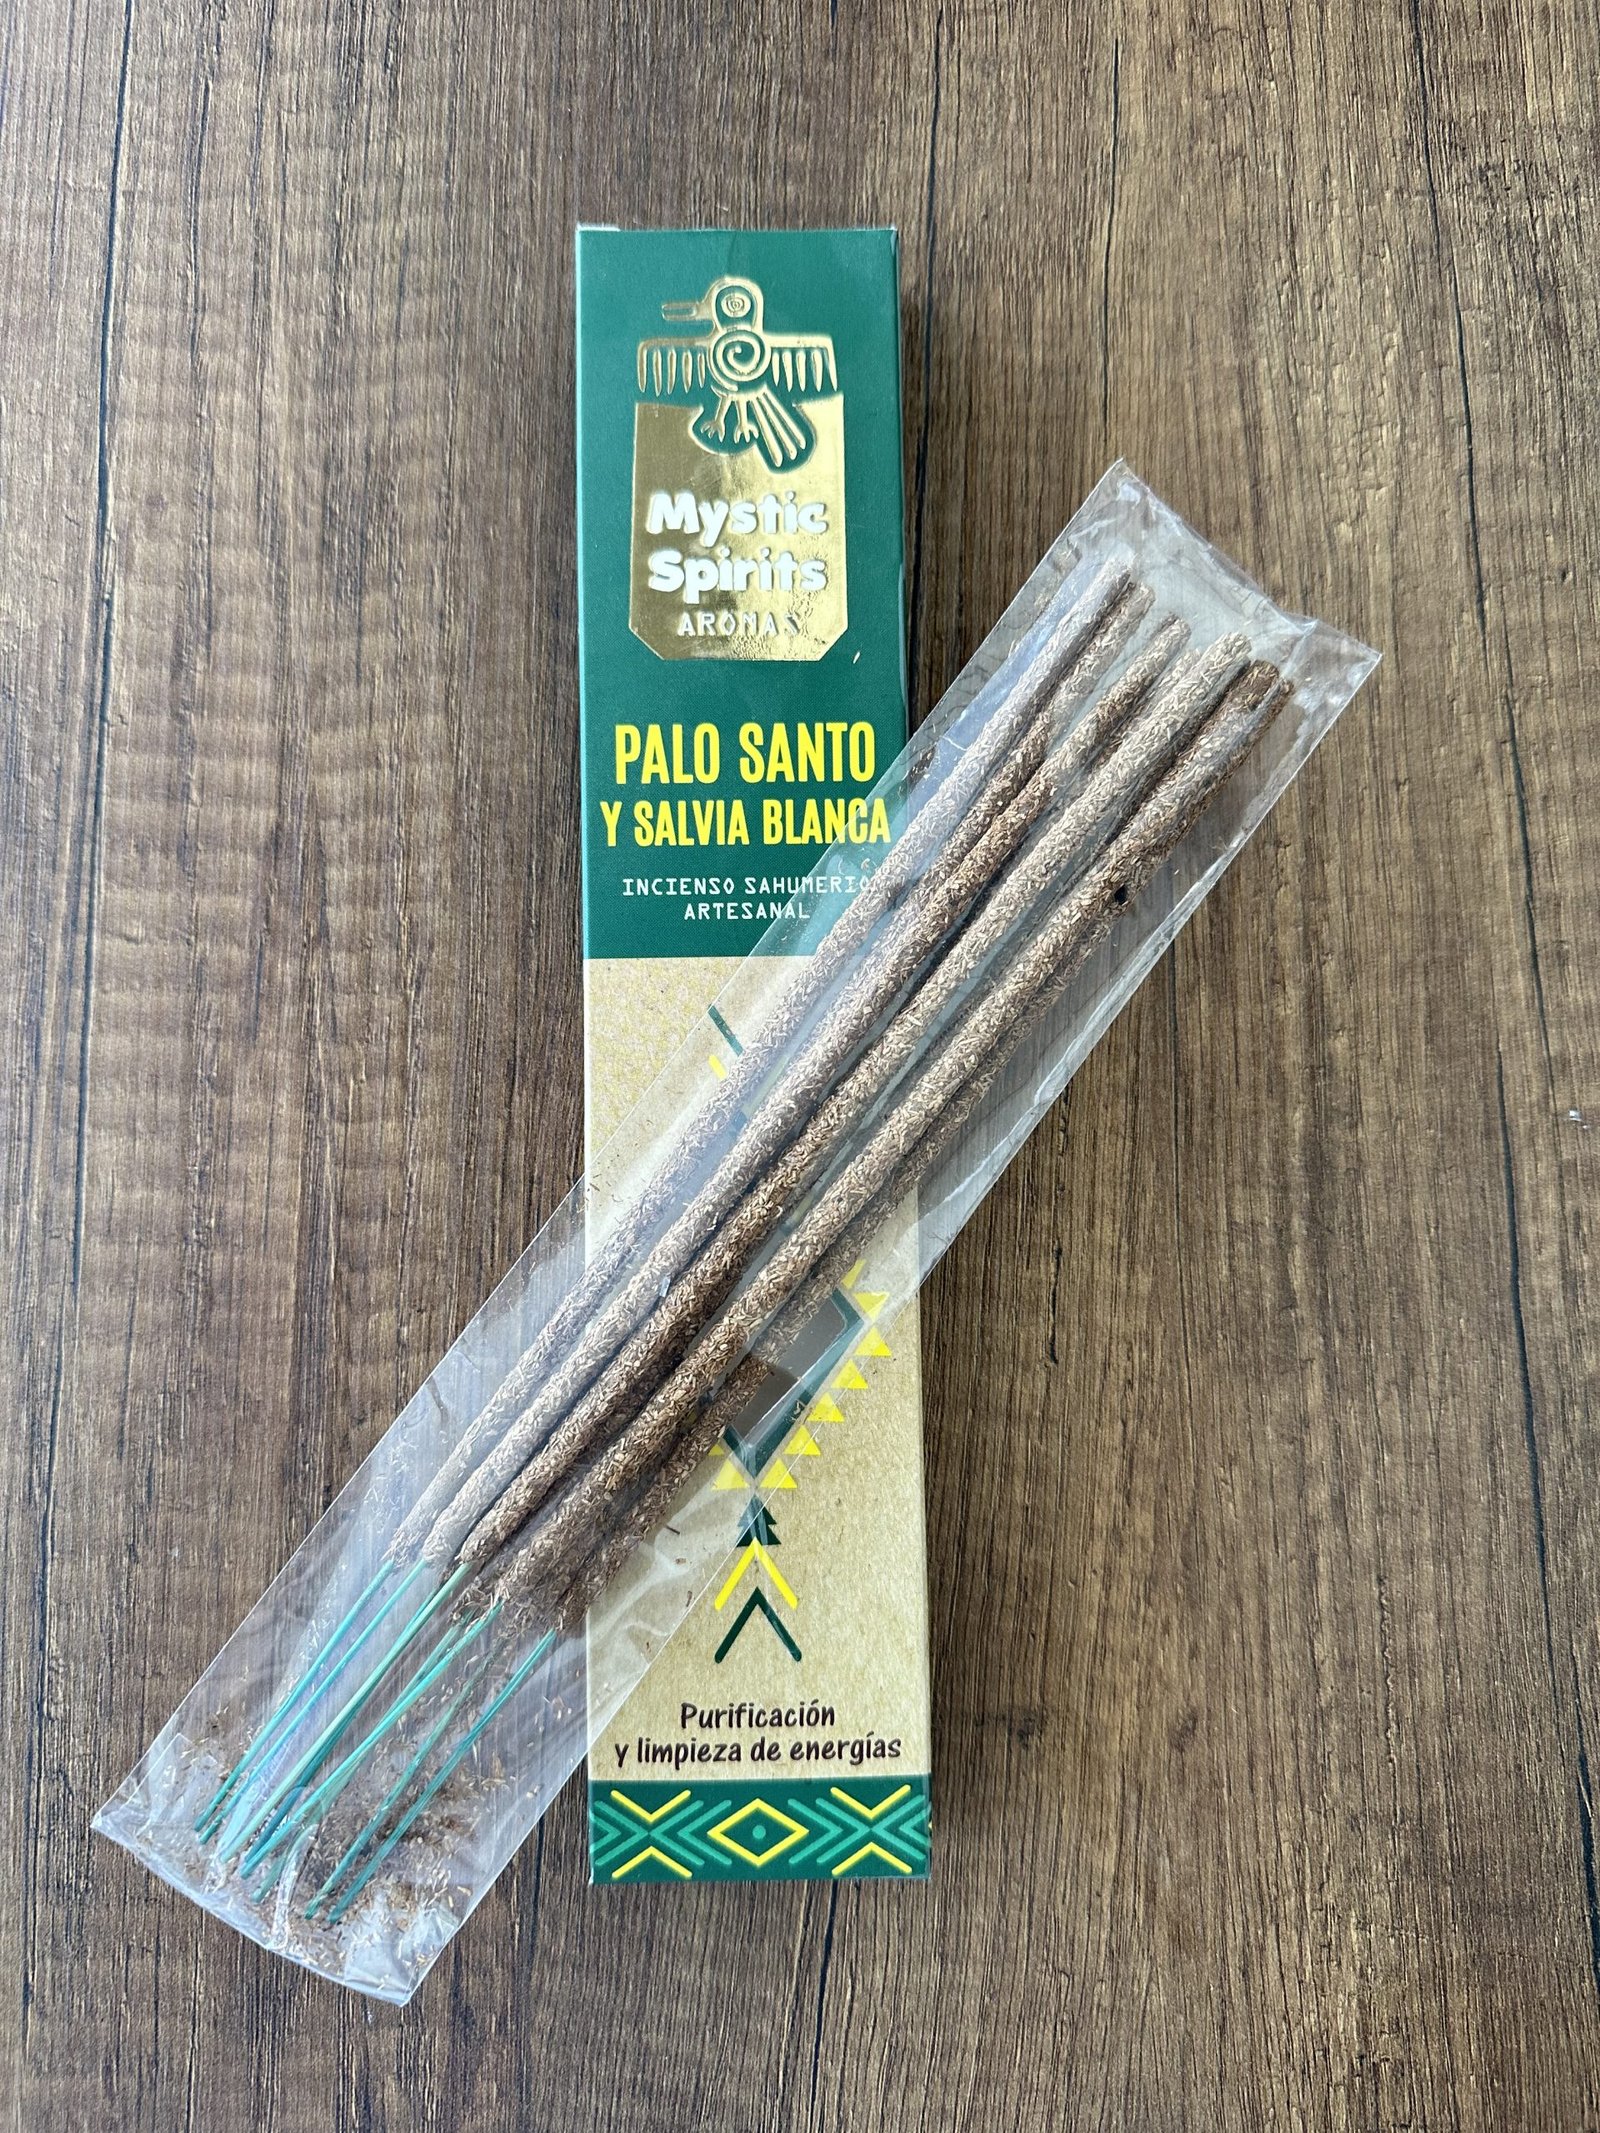 Mystic
Spirits
AROMAS
PALO SANTO
Y SALVIA BLANCA
INCIENSO SAHUMERIO
ARTESANAL
Purificación
y limpieza de energías